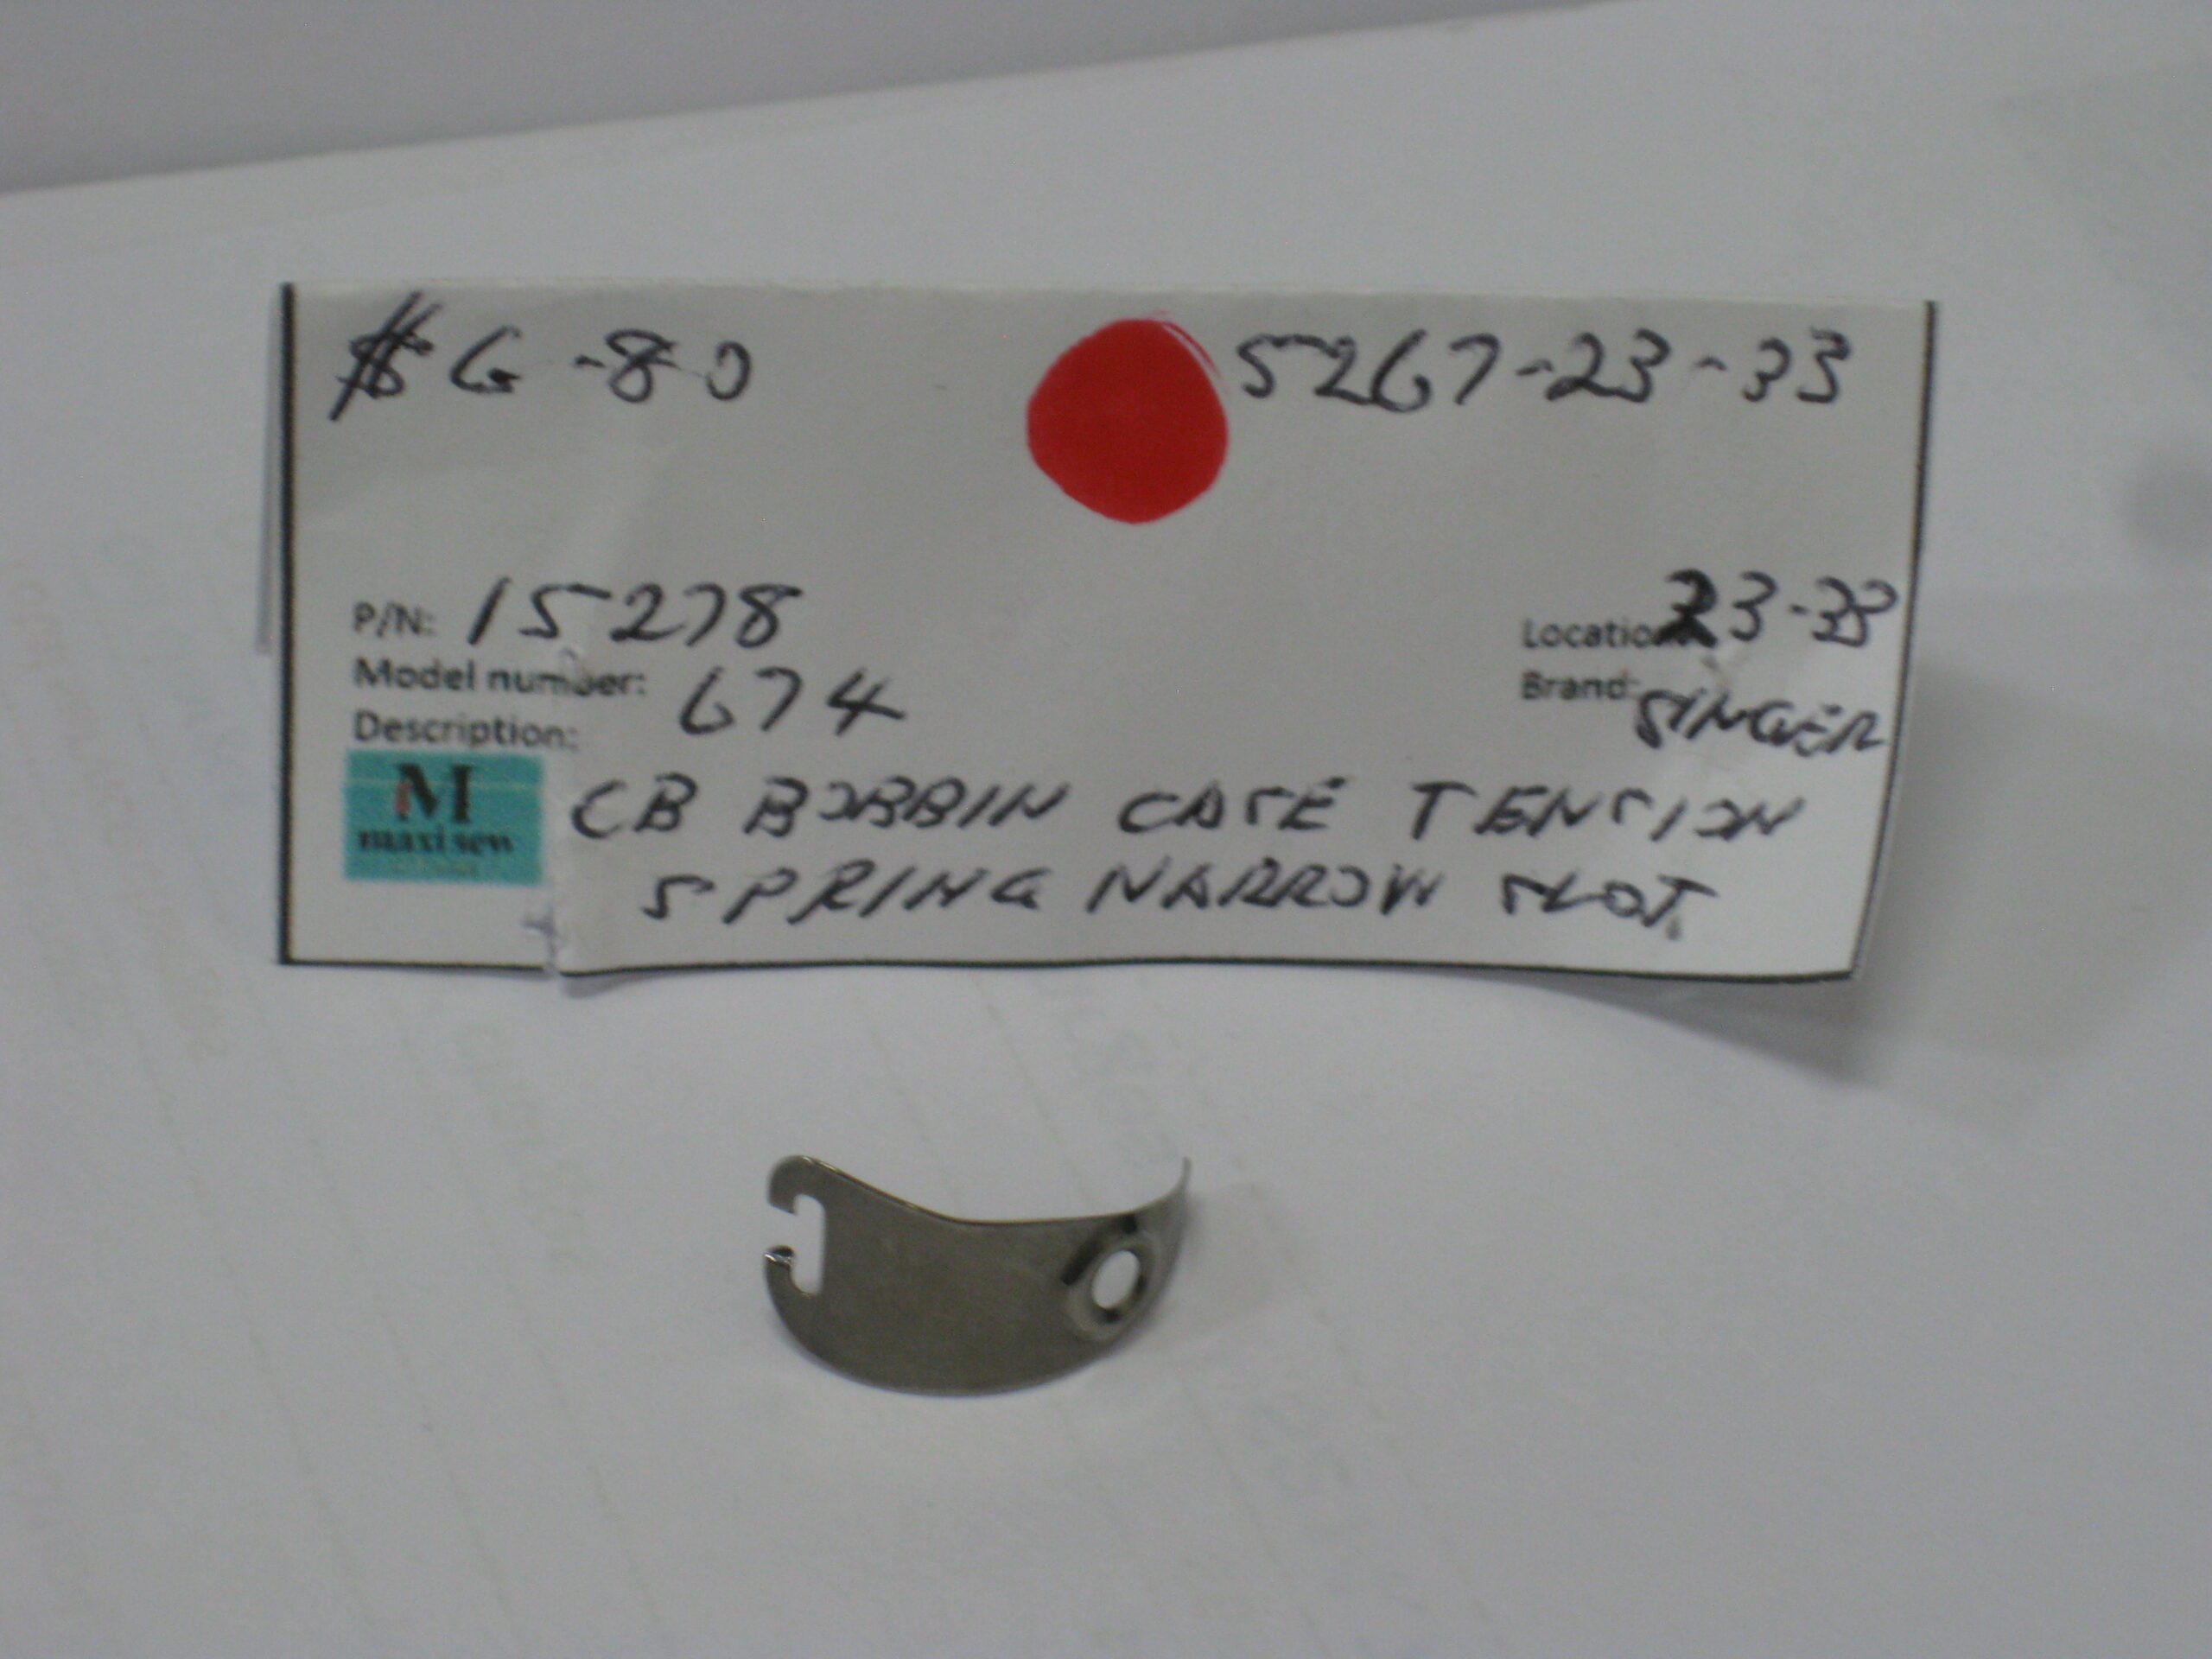 $6-80 5267-23-33
P/N: 15278
Location: 23-33
Model number: 674
Brand: SINGER
Description:
M
maxi sew
CB BOBBIN CASE TENSION
SPRING NARROW SLOT